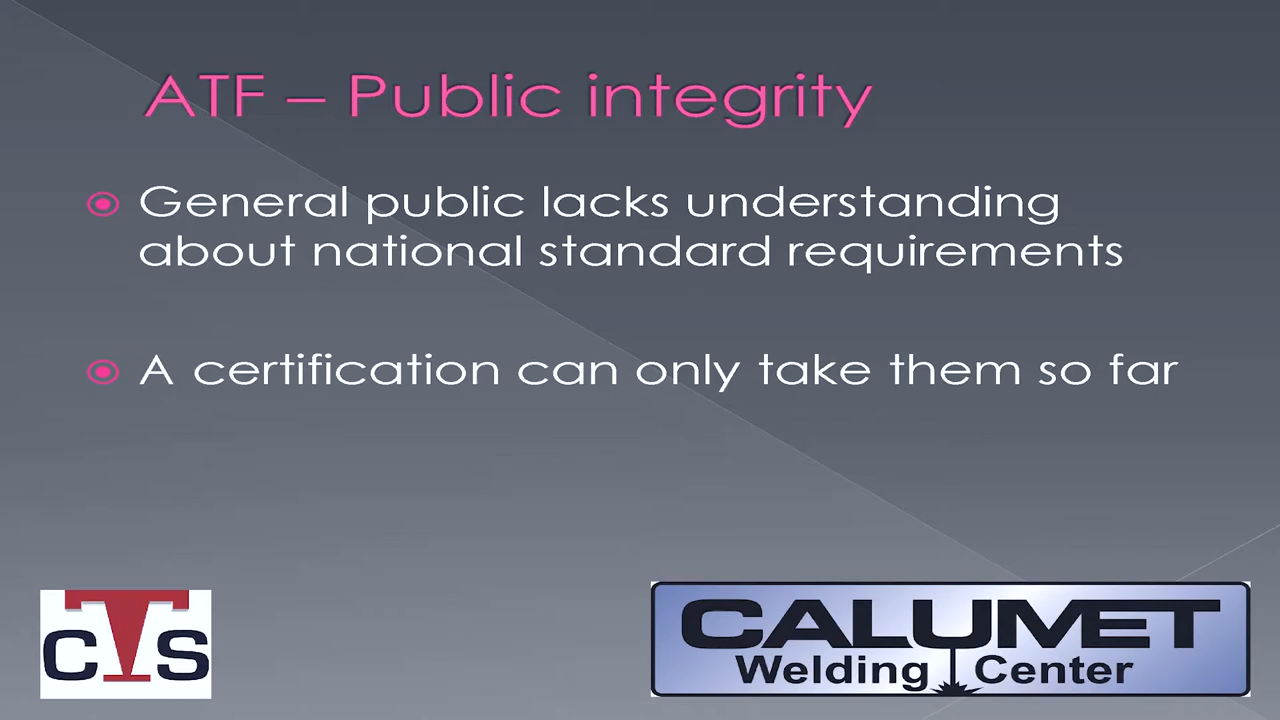 ATF – Public integrity
General public lacks understanding
about national standard requirements
A certification can only take them so far
CTS
CALUMET
Welding Center